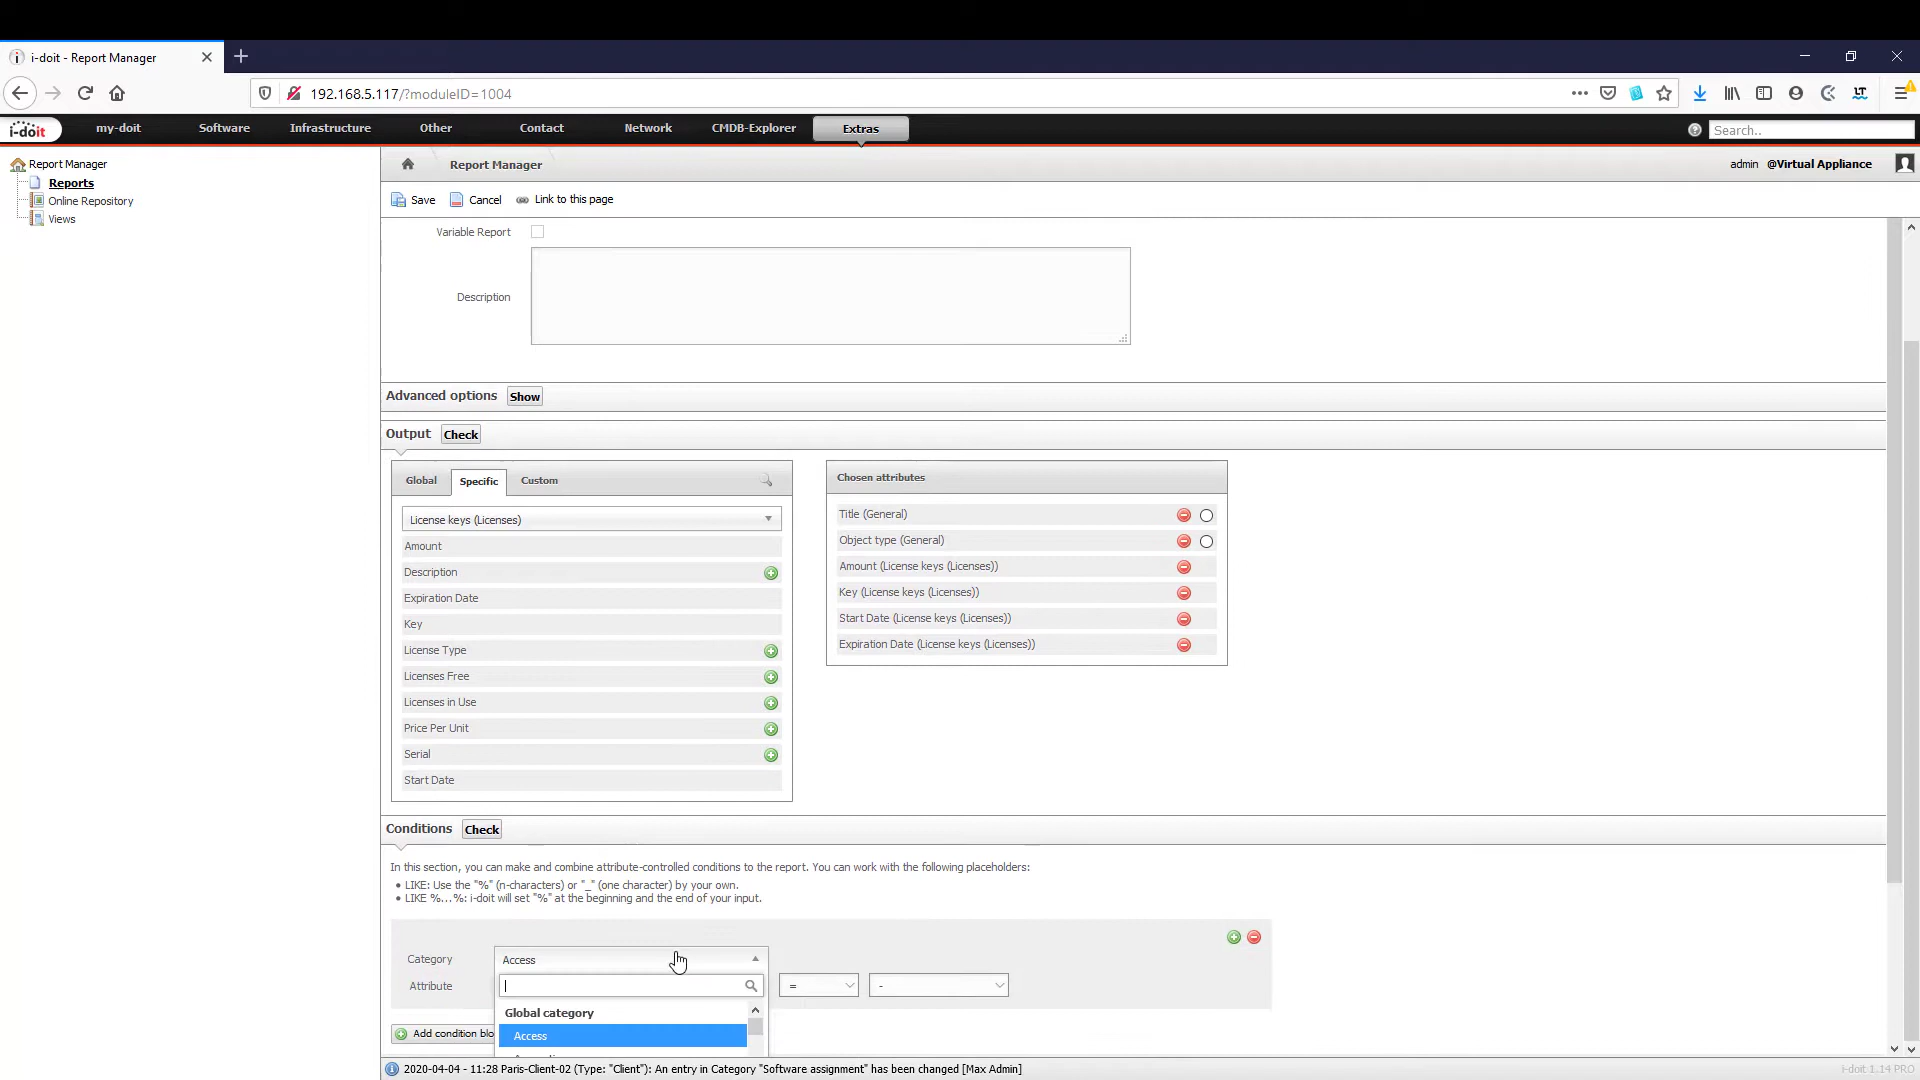 i-doit - Report Manager
192.168.5.117/?moduleID=1004
i-doit
my-doit
Software
Infrastructure
Other
Contact
Network
CMDB-Explorer
Extras
Search..
Report Manager
Reports
Online Repository
Views
Report Manager
admin @Virtual Appliance
Save
Cancel
Link to this page
Variable Report
Description
Advanced options Show
Output Check
Global
Specific
Custom
License keys (Licenses)
Amount
Description
Expiration Date
Key
License Type
Licenses Free
Licenses in Use
Price Per Unit
Serial
Start Date
Chosen attributes
Title (General)
Object type (General)
Amount (License keys (Licenses))
Key (License keys (Licenses))
Start Date (License keys (Licenses))
Expiration Date (License keys (Licenses))
Conditions Check
In this section, you can make and combine attribute-controlled conditions to the report. You can work with the following placeholders:
• LIKE: Use the "%" (n-characters) or "_" (one character) by your own.
• LIKE %...%: i-doit will set "%" at the beginning and the end of your input.
Category
Access
Attribute
=
-
Global category
Access
Add condition blo
2020-04-04 - 11:28 Paris-Client-02 (Type: "Client"): An entry in Category "Software assignment" has been changed [Max Admin]
i-doit 1.14 PRO